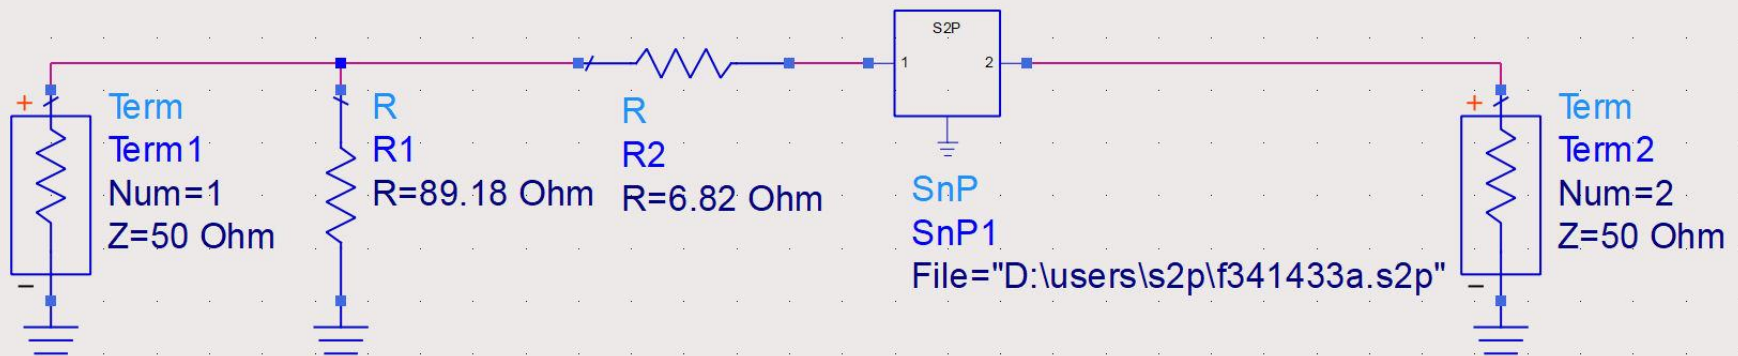 S2P
1
2
+
Term
Term1
Num=1
Z=50 Ohm
−
R
R1
R=89.18 Ohm
R
R2
R=6.82 Ohm
SnP
SnP1
File="D:\users\s2p\f341433a.s2p"
+
Term
Term2
Num=2
Z=50 Ohm
−